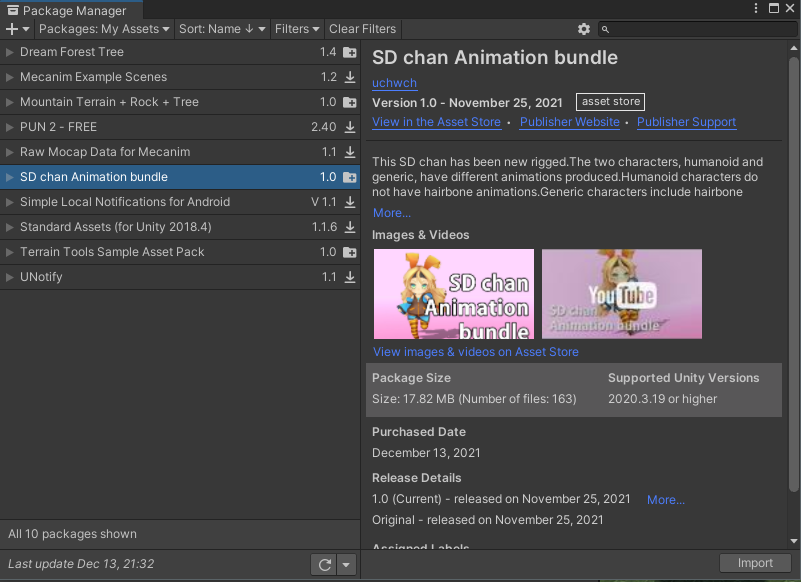 Package Manager
Packages: My Assets
Sort: Name ↓
Filters
Clear Filters
Dream Forest Tree 1.4
Mecanim Example Scenes 1.2
Mountain Terrain + Rock + Tree 1.0
PUN 2 - FREE 2.40
Raw Mocap Data for Mecanim 1.1
SD chan Animation bundle 1.0
Simple Local Notifications for Android V 1.1
Standard Assets (for Unity 2018.4) 1.1.6
Terrain Tools Sample Asset Pack 1.0
UNotify 1.1
All 10 packages shown
Last update Dec 13, 21:32
SD chan Animation bundle
uchwch
Version 1.0 - November 25, 2021 asset store
View in the Asset Store • Publisher Website • Publisher Support
This SD chan has been new rigged.The two characters, humanoid and
generic, have different animations produced.Humanoid characters do
not have hairbone animations.Generic characters include hairbone
More...
Images & Videos
SD chan
Animation
bundle
YouTube
SD chan
Animation bundle
View images & videos on Asset Store
Package Size Supported Unity Versions
Size: 17.82 MB (Number of files: 163) 2020.3.19 or higher
Purchased Date
December 13, 2021
Release Details
1.0 (Current) - released on November 25, 2021 More...
Original - released on November 25, 2021
Assigned Labels
Import